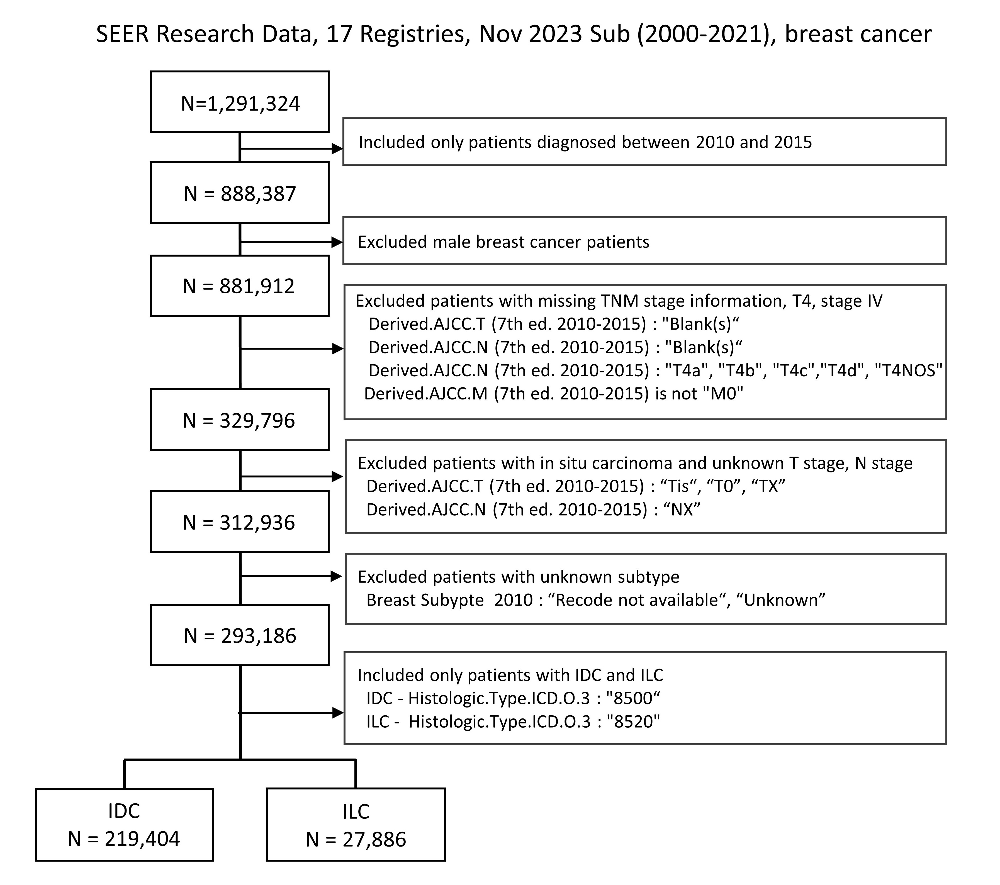 SEER Research Data, 17 Registries, Nov 2023 Sub (2000-2021), breast cancer
N=1,291,324
Included only patients diagnosed between 2010 and 2015
N = 888,387
Excluded male breast cancer patients
N = 881,912
Excluded patients with missing TNM stage information, T4, stage IV
Derived.AJCC.T (7th ed. 2010-2015) : "Blank(s)“
Derived.AJCC.N (7th ed. 2010-2015) : "Blank(s)“
Derived.AJCC.N (7th ed. 2010-2015) : "T4a", "T4b", "T4c","T4d", "T4NOS"
Derived.AJCC.M (7th ed. 2010-2015) is not "M0"
N = 329,796
Excluded patients with in situ carcinoma and unknown T stage, N stage
Derived.AJCC.T (7th ed. 2010-2015) : “Tis“, “T0”, “TX”
Derived.AJCC.N (7th ed. 2010-2015) : “NX”
N = 312,936
Excluded patients with unknown subtype
Breast Subypte  2010 : “Recode not available“, “Unknown”
N = 293,186
Included only patients with IDC and ILC
IDC - Histologic.Type.ICD.O.3 : "8500“
ILC -  Histologic.Type.ICD.O.3 : "8520"
IDC
N = 219,404
ILC
N = 27,886